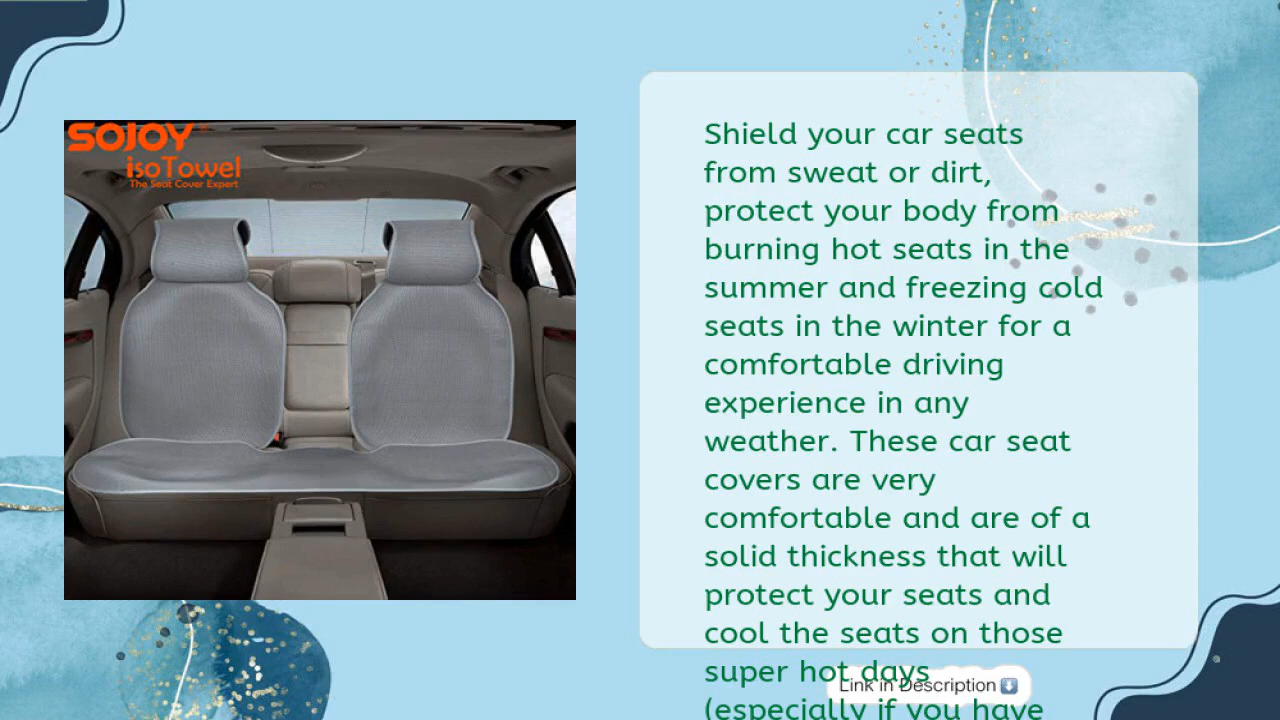 SOJOY
isoTowel
The Seat Cover Expert
Shield your car seats
from sweat or dirt,
protect your body from
burning hot seats in the
summer and freezing cold
seats in the winter for a
comfortable driving
experience in any
weather. These car seat
covers are very
comfortable and are of a
solid thickness that will
protect your seats and
cool the seats on those
super hot days
Link in Description ⬇️
(especially if you have